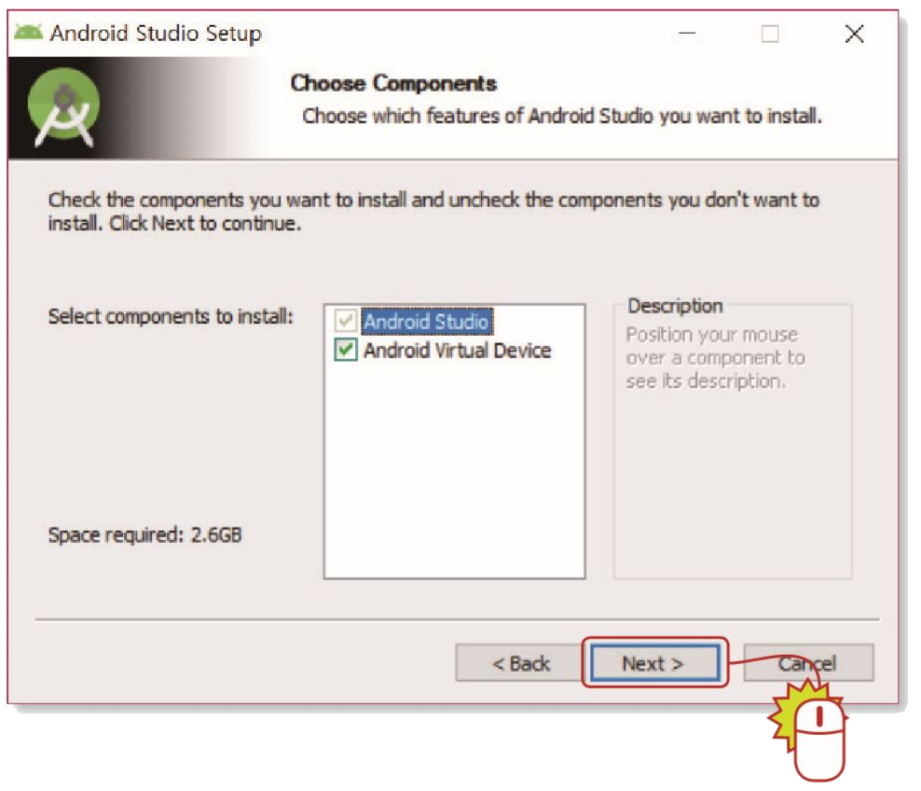 Android Studio Setup
Choose Components
Choose which features of Android Studio you want to install.
Check the components you want to install and uncheck the components you don't want to
install. Click Next to continue.
Select components to install:
Android Studio
Android Virtual Device
Description
Position your mouse
over a component to
see its description.
Space required: 2.6GB
< Back
Next >
Cancel